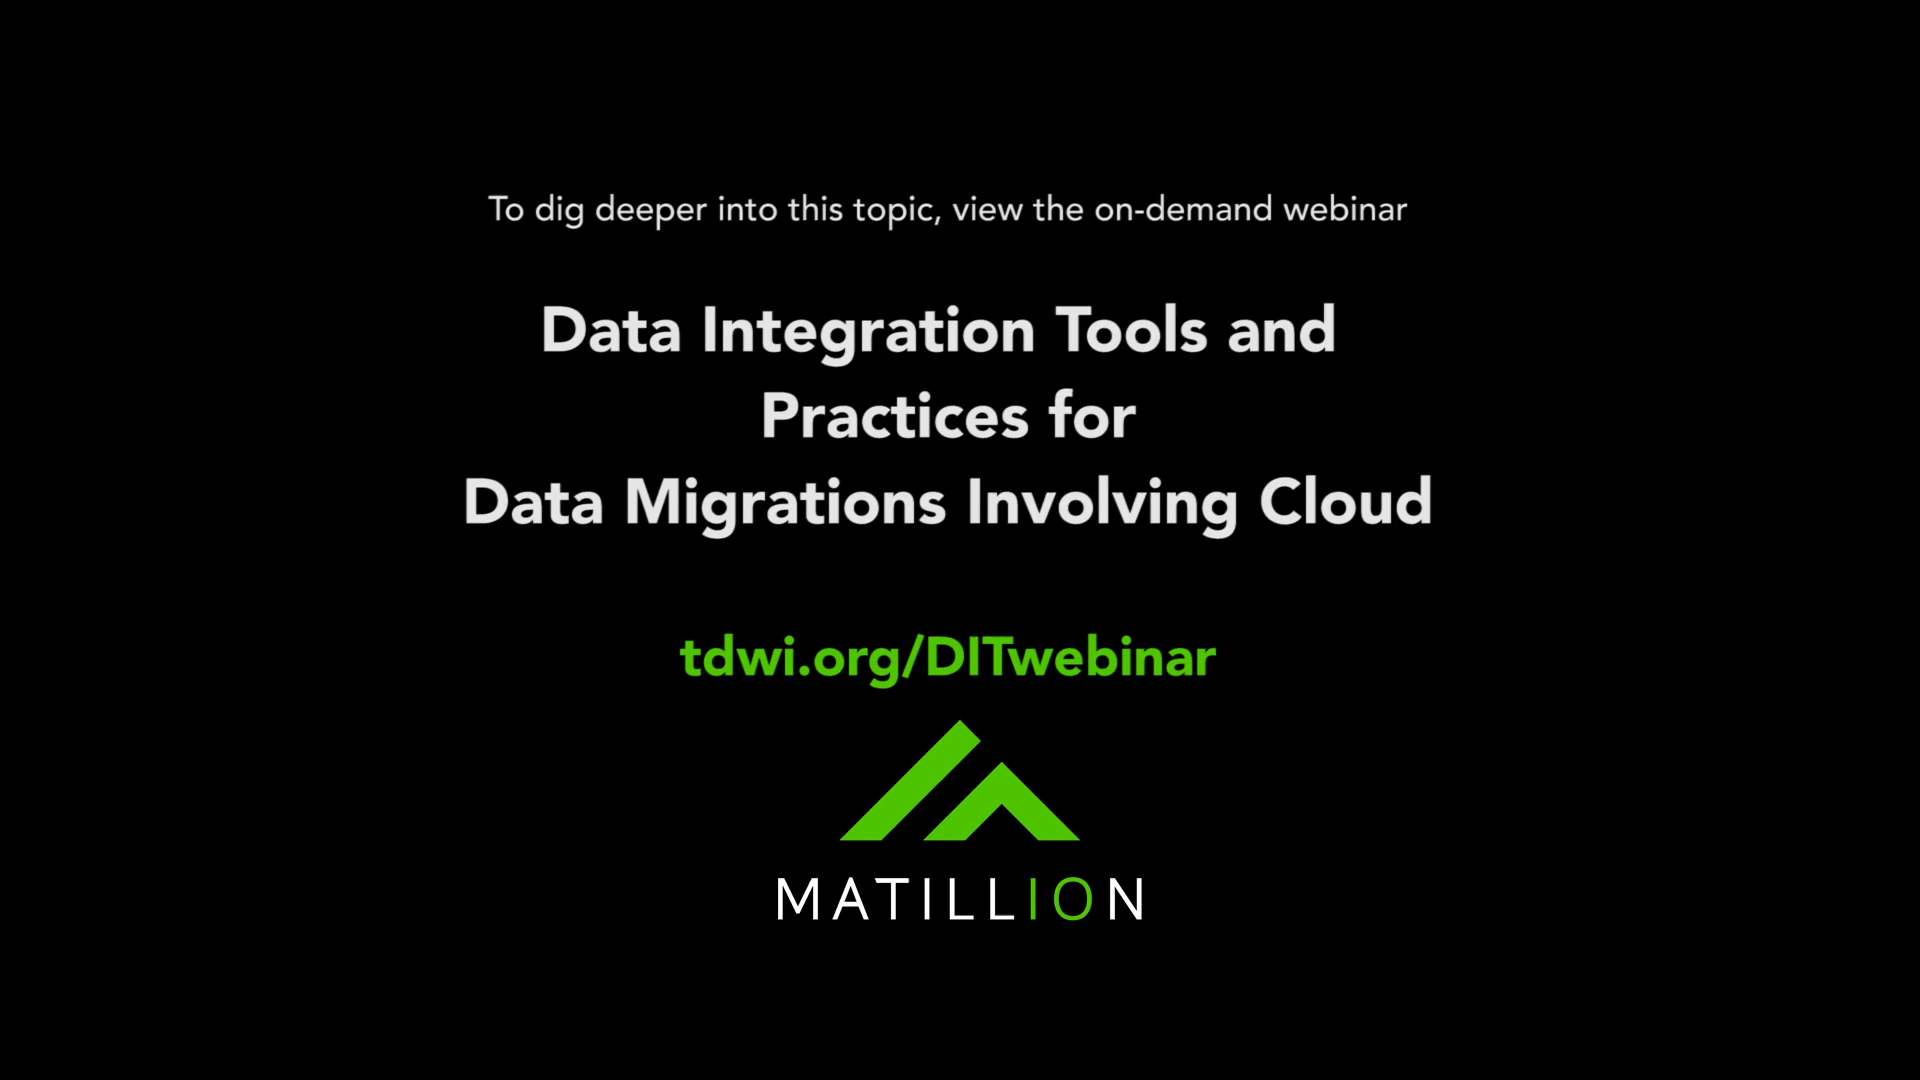 To dig deeper into this topic, view the on-demand webinar
Data Integration Tools and
Practices for
Data Migrations Involving Cloud
tdwi.org/DITwebinar
MATILLION